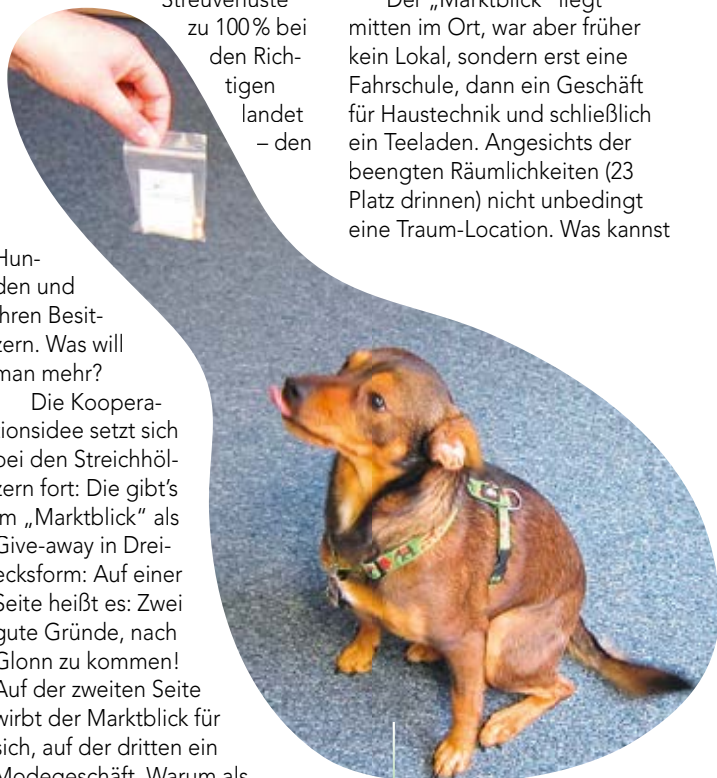 Streuverluste
zu 100% bei
den Rich-
tigen
landet
– den
Hun-
den und
ihren Besit-
zern. Was will
man mehr?
Die Koopera-
tionsidee setzt sich
bei den Streichhöl-
zern fort: Die gibt's
im „Marktblick“ als
Give-away in Drei-
ecksform: Auf einer
Seite heißt es: Zwei
gute Gründe, nach
Glonn zu kommen!
Auf der zweiten Seite
wirbt der Marktblick für
sich, auf der dritten ein
Modegeschäft. Warum als
Der „Marktblick“ liegt
mitten im Ort, war aber früher
kein Lokal, sondern erst eine
Fahrschule, dann ein Geschäft
für Haustechnik und schließlich
ein Teeladen. Angesichts der
beengten Räumlichkeiten (23
Platz drinnen) nicht unbedingt
eine Traum-Location. Was kannst